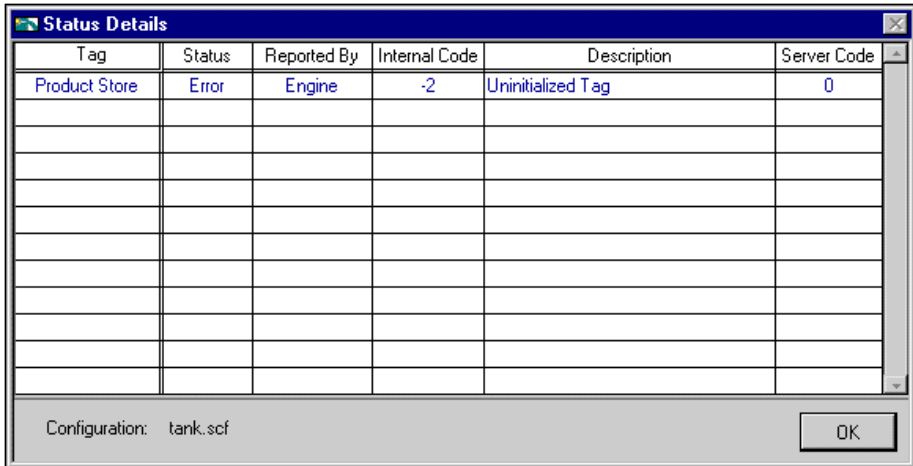 Status Details
Tag Status Reported By Internal Code Description Server Code
Product Store Error Engine -2 Uninitialized Tag 0
Configuration: tank.scf OK